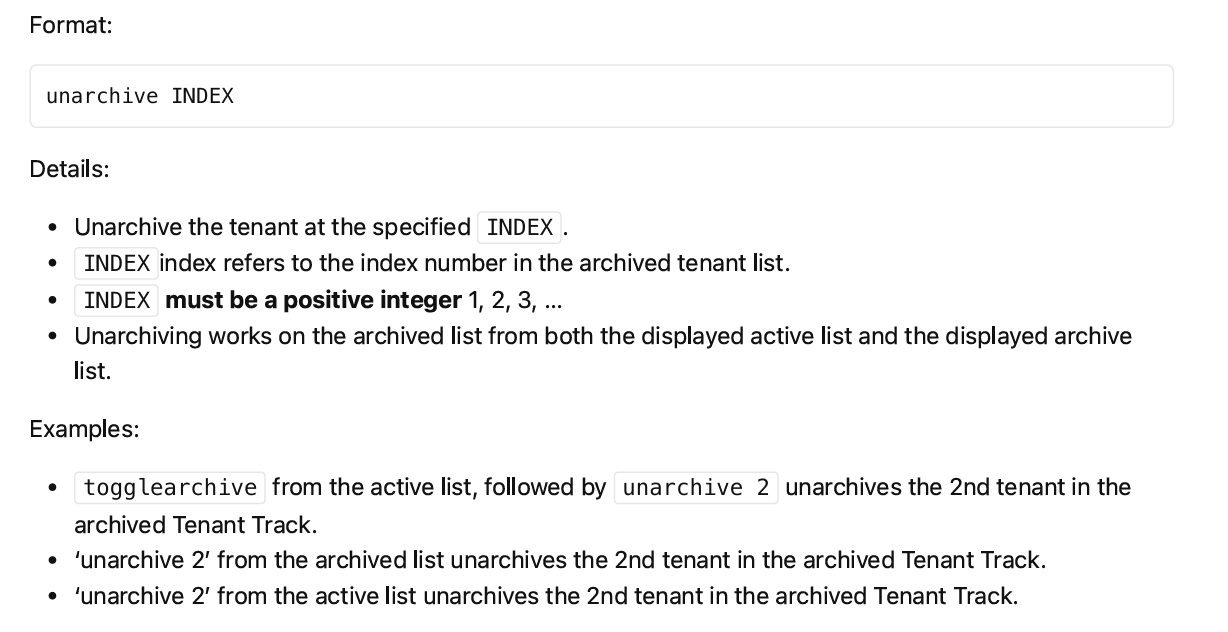 Format:
unarchive INDEX
Details:
Unarchive the tenant at the specified INDEX.
INDEX index refers to the index number in the archived tenant list.
INDEX must be a positive integer 1, 2, 3, …
Unarchiving works on the archived list from both the displayed active list and the displayed archive
list.
Examples:
togglearchive from the active list, followed by unarchive 2 unarchives the 2nd tenant in the
archived Tenant Track.
‘unarchive 2’ from the archived list unarchives the 2nd tenant in the archived Tenant Track.
‘unarchive 2’ from the active list unarchives the 2nd tenant in the archived Tenant Track.